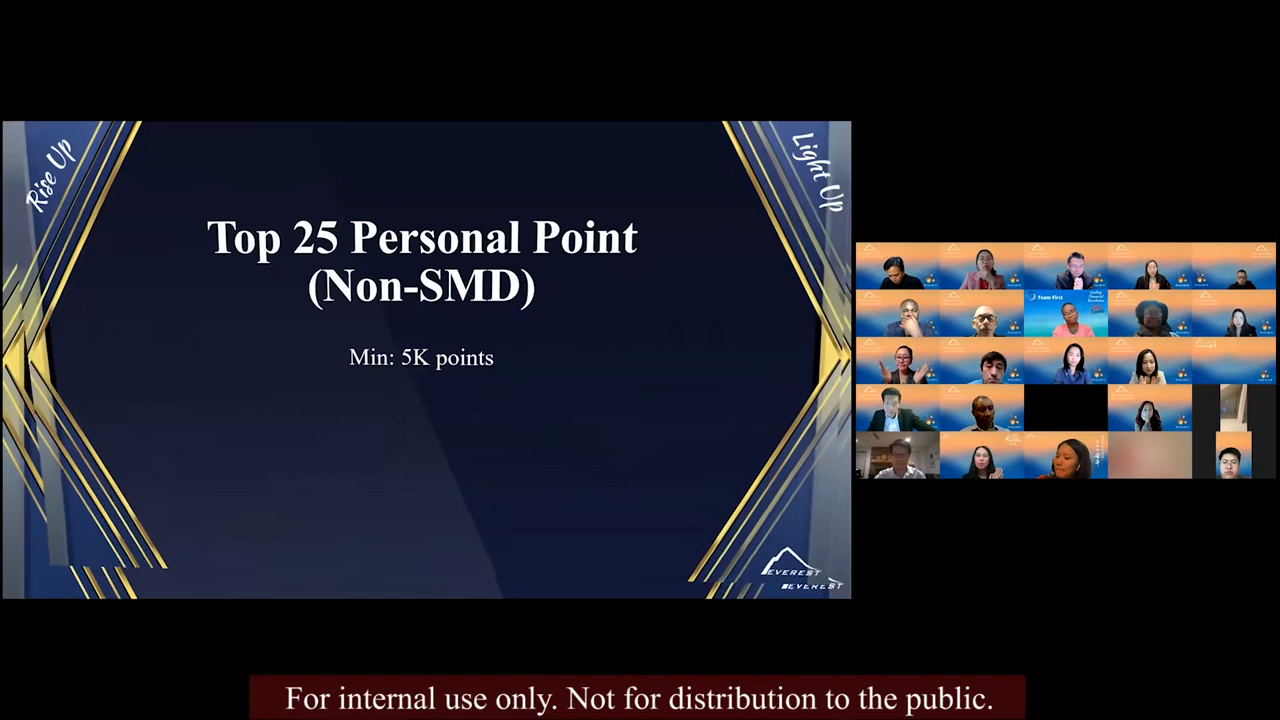 Rise Up
Light Up
Top 25 Personal Point
(Non-SMD)
Min: 5K points
EVEREST
EVEREST
Team First
For internal use only. Not for distribution to the public.